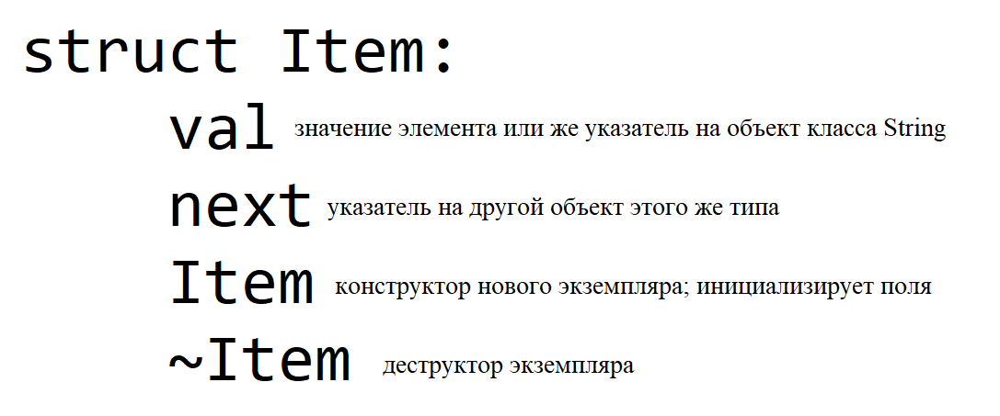 struct Item:
val значение элемента или же указатель на объект класса String
next указатель на другой объект этого же типа
Item конструктор нового экземпляра; инициализирует поля
~Item деструктор экземпляра